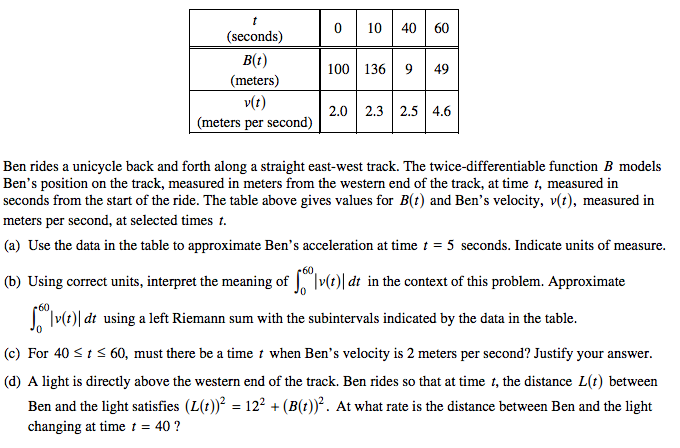 t
(seconds) 0 10 40 60
B(t)
(meters) 100 136 9 49
v(t)
(meters per second) 2.0 2.3 2.5 4.6
Ben rides a unicycle back and forth along a straight east-west track. The twice-differentiable function B models
Ben's position on the track, measured in meters from the western end of the track, at time t, measured in
seconds from the start of the ride. The table above gives values for B(t) and Ben's velocity, v(t), measured in
meters per second, at selected times t.
(a) Use the data in the table to approximate Ben's acceleration at time t = 5 seconds. Indicate units of measure.
(b) Using correct units, interpret the meaning of ∫₀⁶⁰ |v(t)| dt in the context of this problem. Approximate
∫₀⁶⁰ |v(t)| dt using a left Riemann sum with the subintervals indicated by the data in the table.
(c) For 40 ≤ t ≤ 60, must there be a time t when Ben's velocity is 2 meters per second? Justify your answer.
(d) A light is directly above the western end of the track. Ben rides so that at time t, the distance L(t) between
Ben and the light satisfies (L(t))² = 12² + (B(t))². At what rate is the distance between Ben and the light
changing at time t = 40 ?